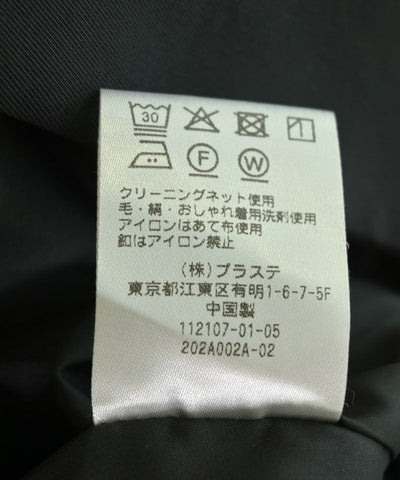 30
F W
クリーニングネット使用
毛・絹・おしゃれ着用洗剤使用
アイロンはあて布使用
釦はアイロン禁止
(株)プラステ
東京都江東区有明1-6-7-5F
中国製
112107-01-05
202A002A-02